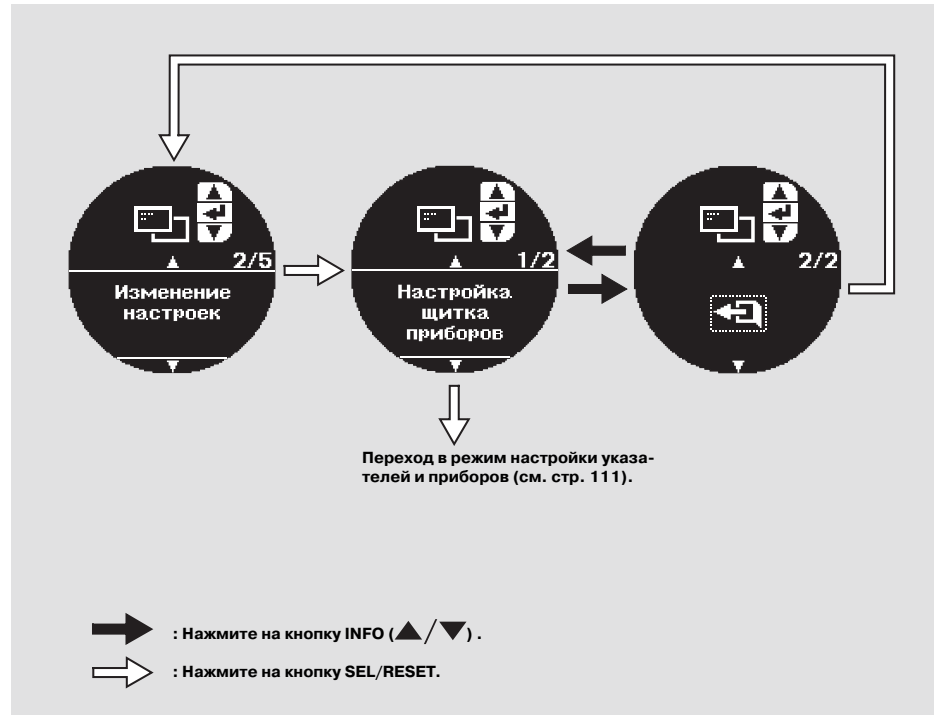 2/5
Изменение
настроек
1/2
Настройка
щитка
приборов
2/2
Переход в режим настройки указа-
телей и приборов (см. стр. 111).
: Нажмите на кнопку INFO (▲/▼) .
: Нажмите на кнопку SEL/RESET.